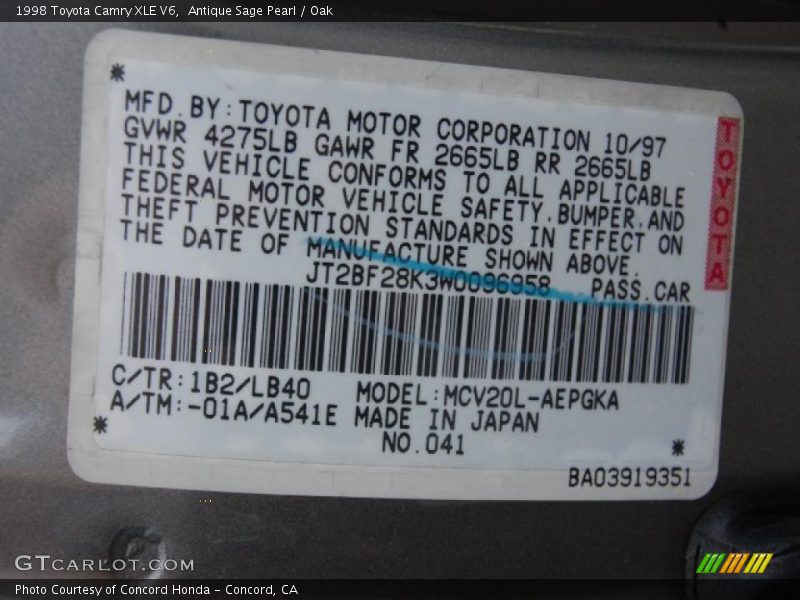 1998 Toyota Camry XLE V6,  Antique Sage Pearl / Oak
MFD.BY:TOYOTA MOTOR CORPORATION 10/97
GVWR 4275LB GAWR FR 2665LB RR 2665LB
THIS VEHICLE CONFORMS TO ALL APPLICABLE
FEDERAL MOTOR VEHICLE SAFETY,BUMPER,AND
THEFT PREVENTION STANDARDS IN EFFECT ON
THE DATE OF MANUFACTURE SHOWN ABOVE.
JT2BF28K3W0096958 PASS.CAR
TOYOTA
C/TR:1B2/LB40 MODEL:MCV20L-AEPGKA
A/TM:-01A/A541E MADE IN JAPAN
NO.041
BA03919351
GTCARLOT.COM
Photo Courtesy of Concord Honda - Concord, CA